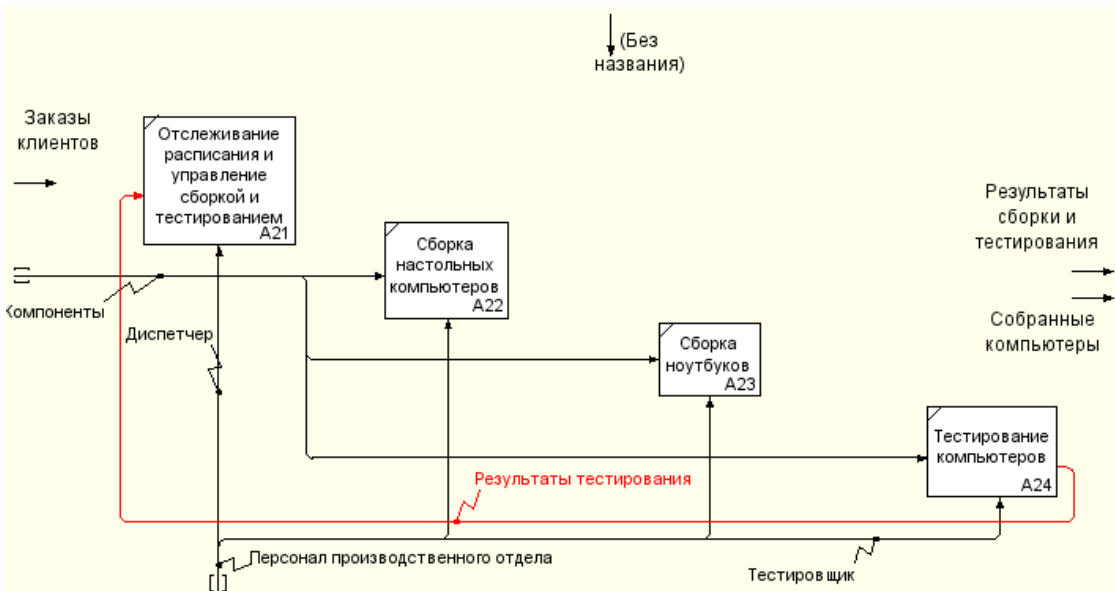 (Без
названия)
Заказы
клиентов
Отслеживание
расписания и
управление
сборкой и
тестированием
A21
Результаты
сборки и
тестирования
Сборка
настольных
компьютеров
A22
Компоненты
Диспетчер
Собранные
компьютеры
Сборка
ноутбуков
A23
Тестирование
компьютеров
A24
Результаты тестирования
Персонал производственного отдела
Тестировщик